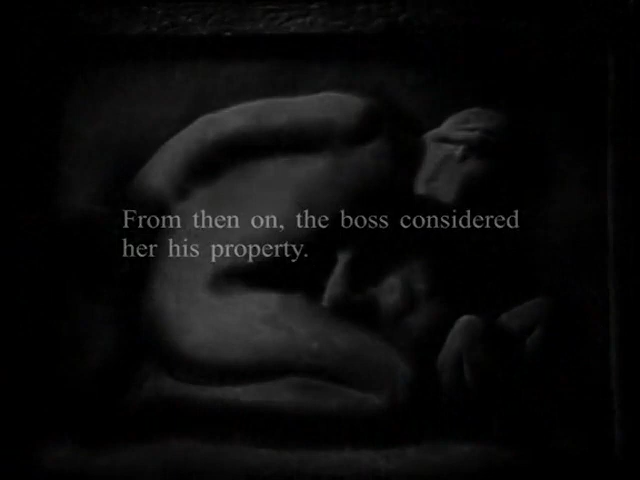 From then on, the boss considered
her his property.